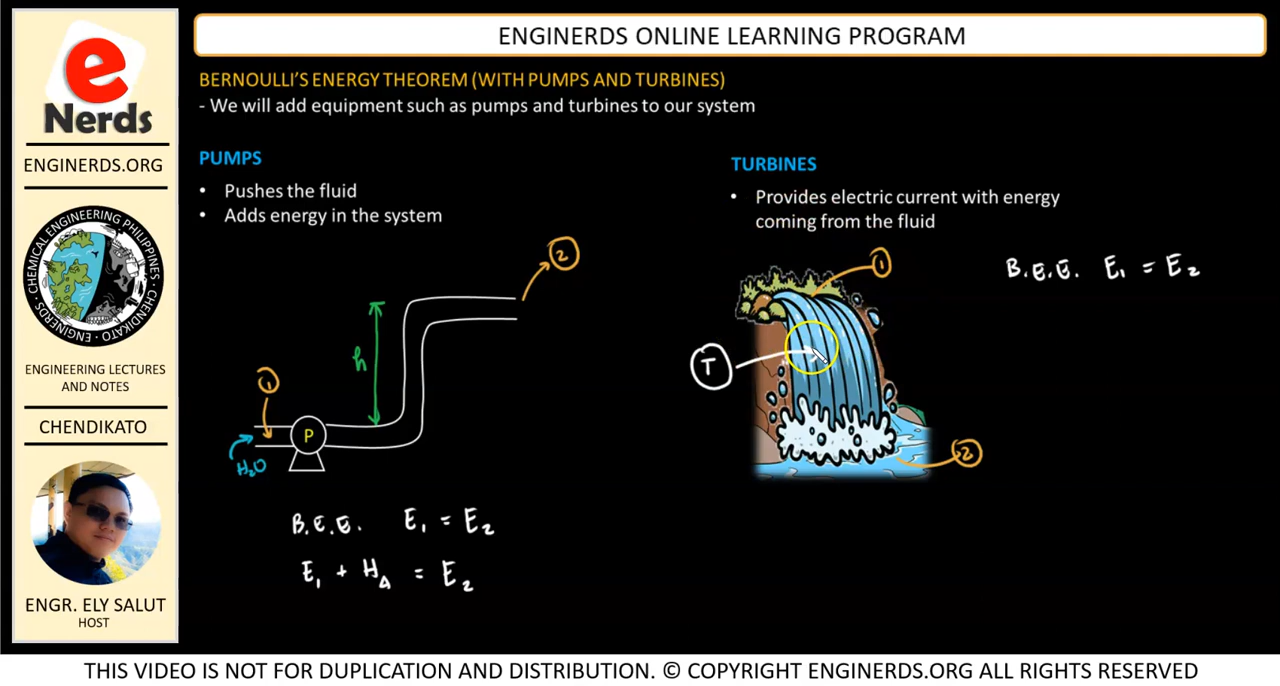 e
Nerds
ENGINERDS.ORG
CHEMICAL ENGINEERING PHILIPPINES • CHENDIKATO • ENGINERDS •
ENGINEERING LECTURES
AND NOTES
CHENDIKATO
ENGR. ELY SALUT
HOST
ENGINERDS ONLINE LEARNING PROGRAM
BERNOULLI'S ENERGY THEOREM (WITH PUMPS AND TURBINES)
- We will add equipment such as pumps and turbines to our system
PUMPS
• Pushes the fluid
• Adds energy in the system
2
h
1
P
H₂O
B.E.E. E₁ = E₂
E₁ + H_A = E₂
TURBINES
• Provides electric current with energy
coming from the fluid
1
T
2
B.E.E. E₁ = E₂
THIS VIDEO IS NOT FOR DUPLICATION AND DISTRIBUTION. © COPYRIGHT ENGINERDS.ORG ALL RIGHTS RESERVED